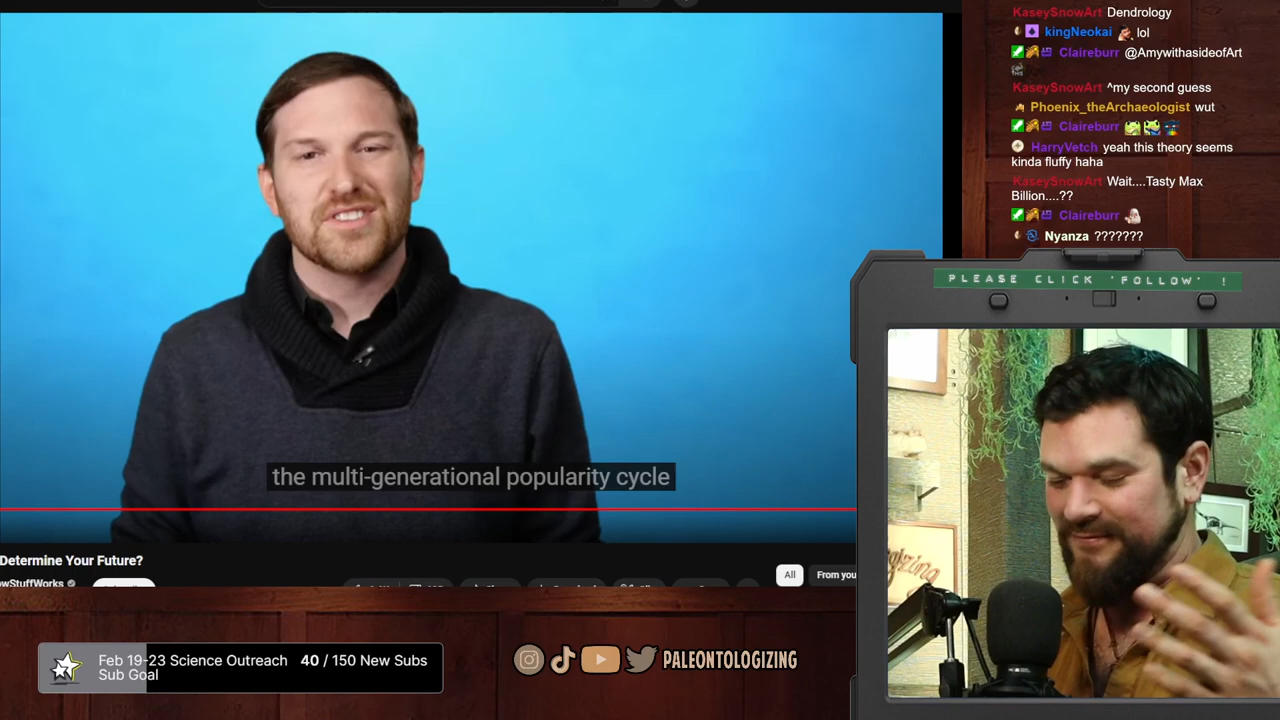 KaseySnowArt Dendrology
kingNeokai lol
Claireburr @AmywithasideofArt
KaseySnowArt ^my second guess
Phoenix_theArchaeologist wut
Claireburr
HarryVetch yeah this theory seems
kinda fluffy haha
KaseySnowArt Wait....Tasty Max
Billion....??
Claireburr
Nyanza ???????
PLEASE CLICK 'FOLLOW' !
the multi-generational popularity cycle
Determine Your Future?
wStuffWorks
All
From you
Feb 19-23 Science Outreach 40 / 150 New Subs
Sub Goal
PALEONTOLOGIZING